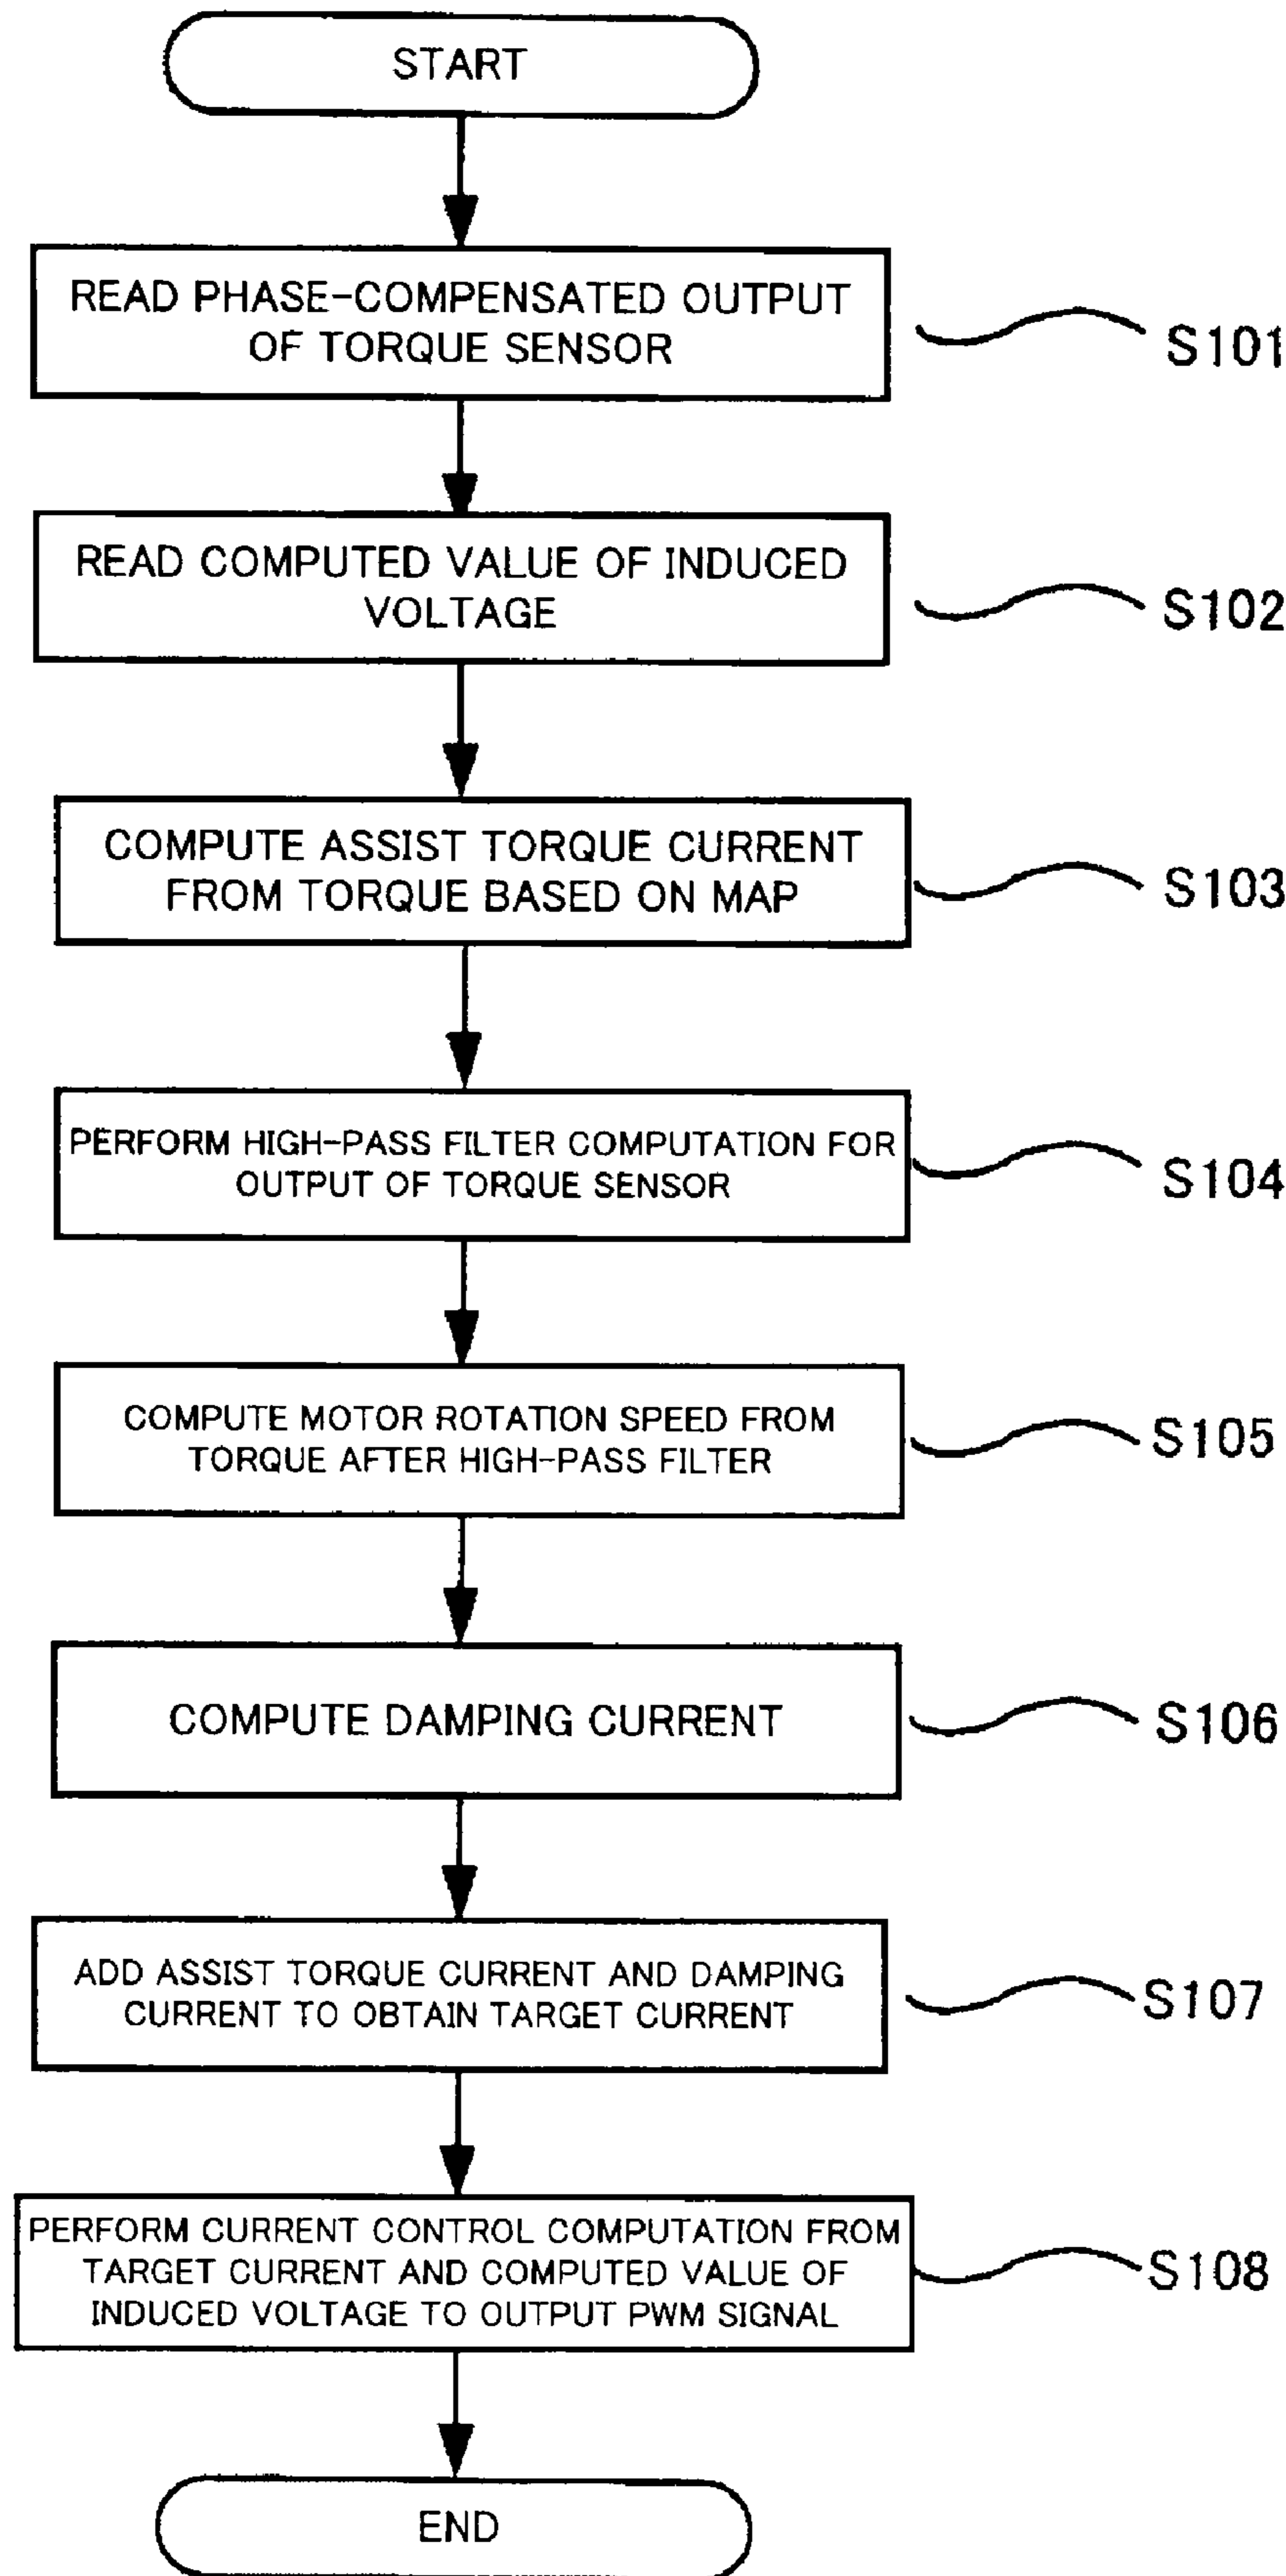 START
READ PHASE-COMPENSATED OUTPUT
OF TORQUE SENSOR
S101
READ COMPUTED VALUE OF INDUCED
VOLTAGE
S102
COMPUTE ASSIST TORQUE CURRENT
FROM TORQUE BASED ON MAP
S103
PERFORM HIGH-PASS FILTER COMPUTATION FOR
OUTPUT OF TORQUE SENSOR
S104
COMPUTE MOTOR ROTATION SPEED FROM
TORQUE AFTER HIGH-PASS FILTER
S105
COMPUTE DAMPING CURRENT
S106
ADD ASSIST TORQUE CURRENT AND DAMPING
CURRENT TO OBTAIN TARGET CURRENT
S107
PERFORM CURRENT CONTROL COMPUTATION FROM
TARGET CURRENT AND COMPUTED VALUE OF
INDUCED VOLTAGE TO OUTPUT PWM SIGNAL
S108
END